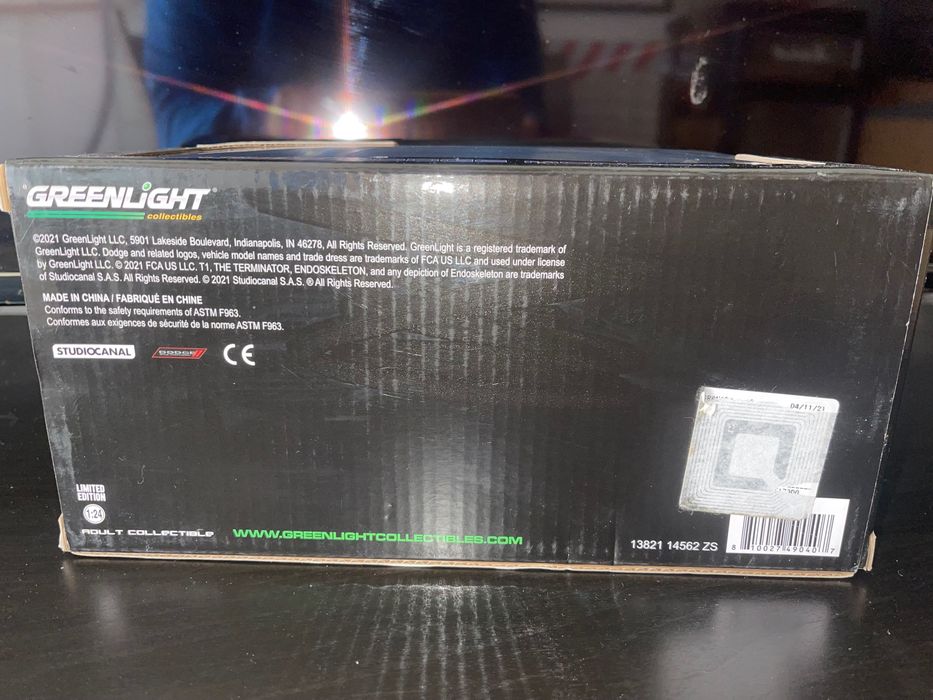 GREENLIGHT®
collectibles
©2021 GreenLight LLC, 5901 Lakeside Boulevard, Indianapolis, IN 46278, All Rights Reserved. GreenLight is a registered trademark of
GreenLight LLC. Dodge and related logos, vehicle model names and trade dress are trademarks of FCA US LLC and used under license
by GreenLight LLC. © 2021 FCA US LLC. T1, THE TERMINATOR, ENDOSKELETON, and any depiction of Endoskeleton are trademarks
of Studiocanal S.A.S. All Rights Reserved. © 2021 Studiocanal S.A.S. ® All Rights Reserved.
MADE IN CHINA / FABRIQUÉ EN CHINE
Conforms to the safety requirements of ASTM F963.
Conformes aux exigences de sécurité de la norme ASTM F963.
STUDIOCANAL DODGE CE
04/11/21
LIMITED
EDITION
1:24
ADULT COLLECTIBLE WWW.GREENLIGHTCOLLECTIBLES.COM
13821 14562 ZS
8 10027 49040 7